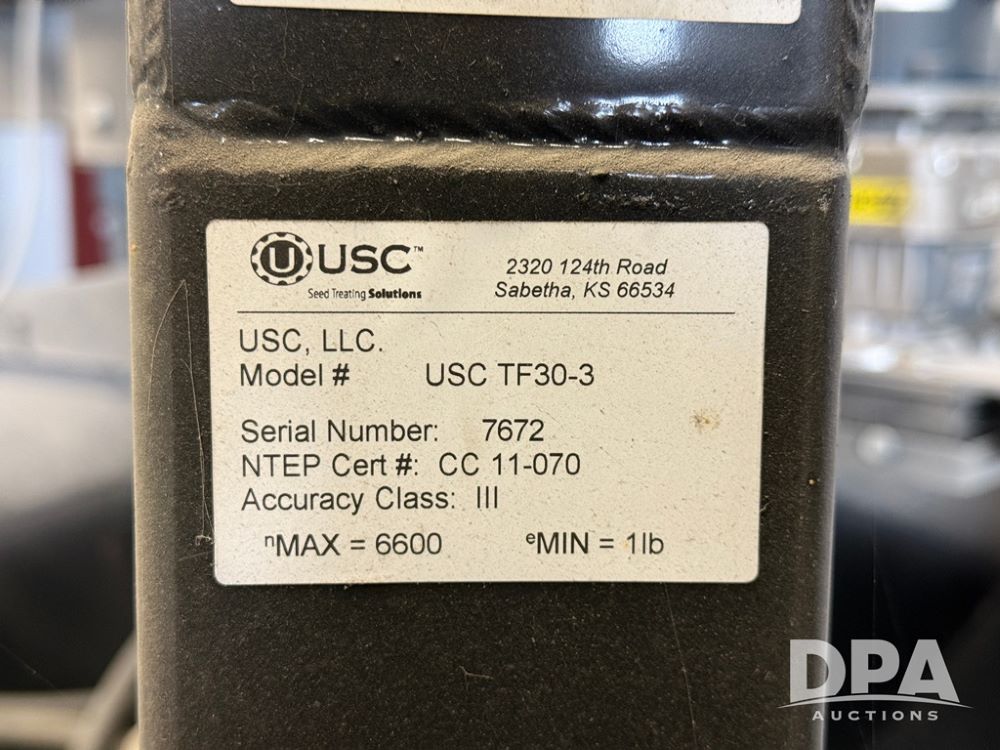 USC™
Seed Treating Solutions
2320 124th Road
Sabetha, KS 66534
USC, LLC.
Model # USC TF30-3
Serial Number: 7672
NTEP Cert #: CC 11-070
Accuracy Class: III
nMAX = 6600 eMIN = 1lb
DPA
AUCTIONS